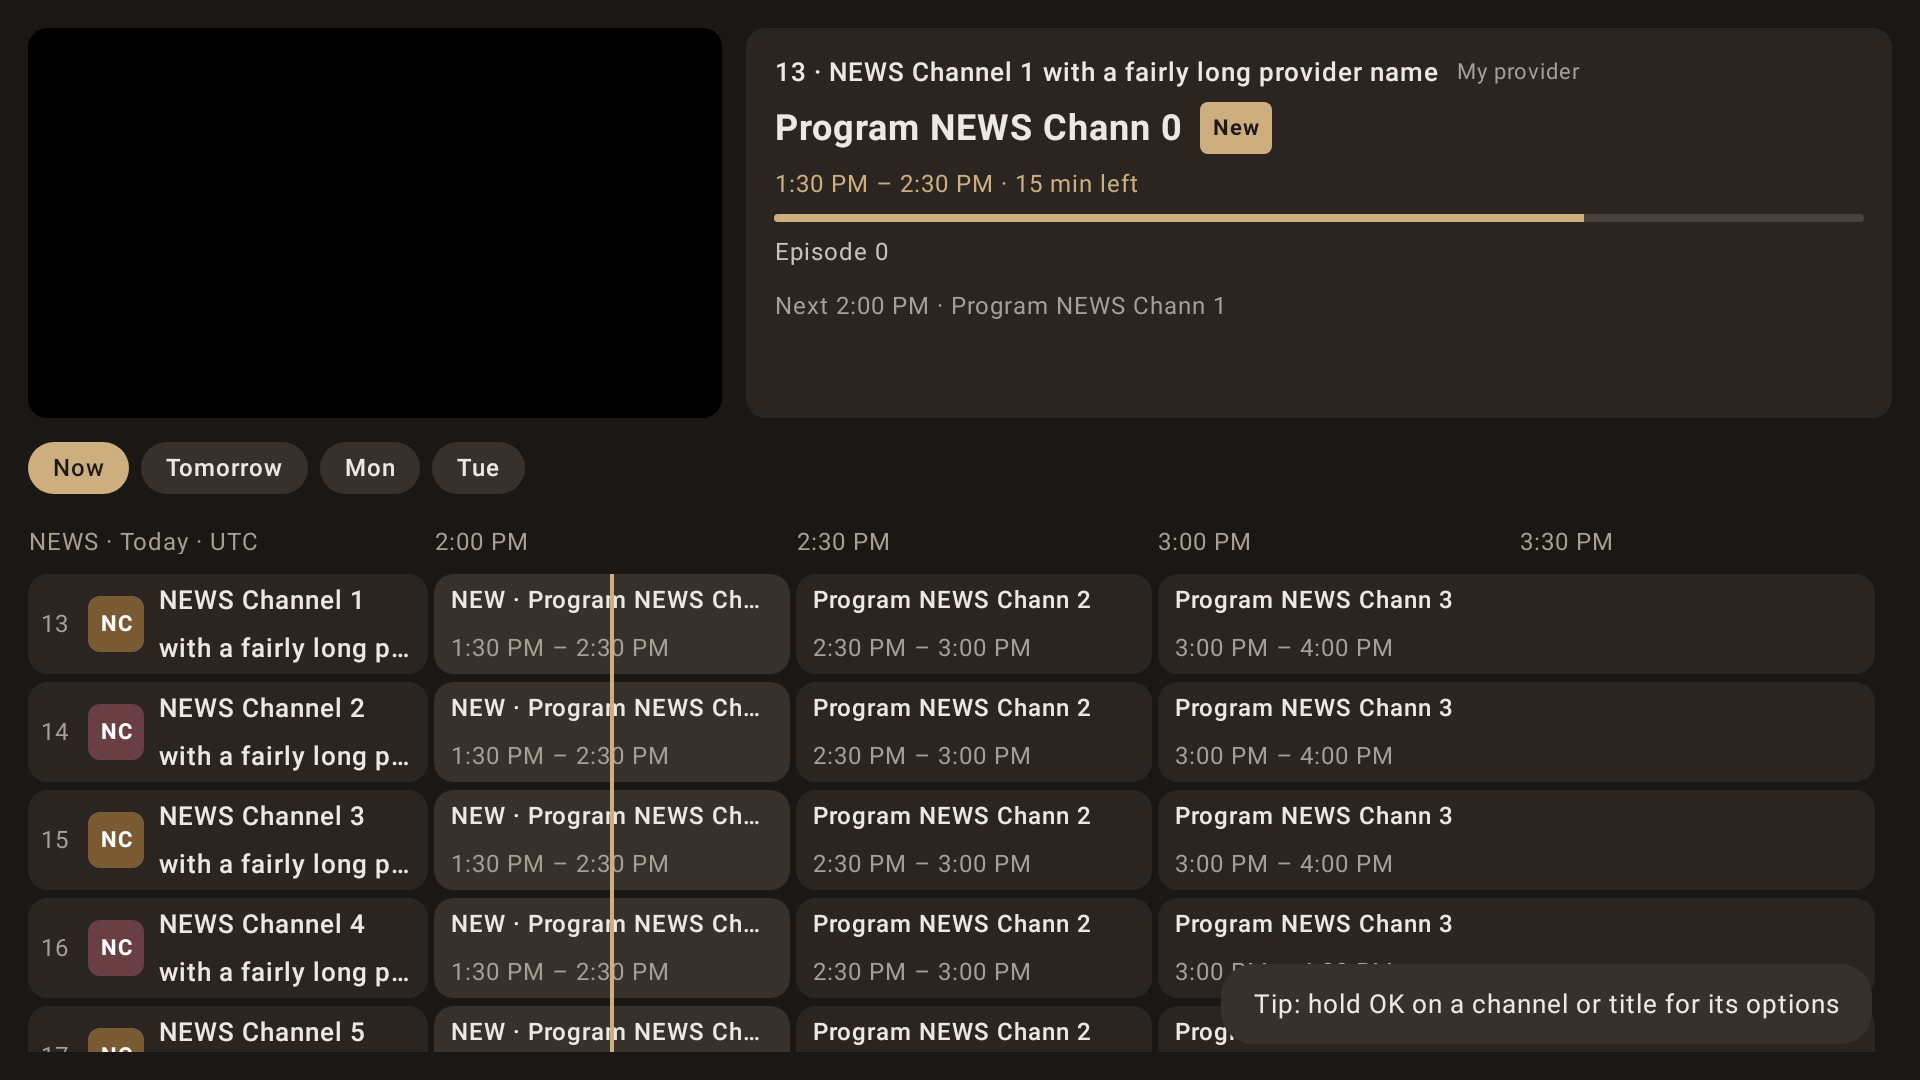 13 · NEWS Channel 1 with a fairly long provider name My provider
Program NEWS Chann 0 New
1:30 PM – 2:30 PM · 15 min left
Episode 0
Next 2:00 PM · Program NEWS Chann 1
Now Tomorrow Mon Tue
NEWS · Today · UTC 2:00 PM 2:30 PM 3:00 PM 3:30 PM
13 NC NEWS Channel 1 with a fairly long p…
NEW · Program NEWS Ch…
1:30 PM – 2:30 PM
Program NEWS Chann 2
2:30 PM – 3:00 PM
Program NEWS Chann 3
3:00 PM – 4:00 PM
14 NC NEWS Channel 2 with a fairly long p…
NEW · Program NEWS Ch…
1:30 PM – 2:30 PM
Program NEWS Chann 2
2:30 PM – 3:00 PM
Program NEWS Chann 3
3:00 PM – 4:00 PM
15 NC NEWS Channel 3 with a fairly long p…
NEW · Program NEWS Ch…
1:30 PM – 2:30 PM
Program NEWS Chann 2
2:30 PM – 3:00 PM
Program NEWS Chann 3
3:00 PM – 4:00 PM
16 NC NEWS Channel 4 with a fairly long p…
NEW · Program NEWS Ch…
1:30 PM – 2:30 PM
Program NEWS Chann 2
2:30 PM – 3:00 PM
Program NEWS Chann 3
3:00
NEWS Channel 5
NEW · Program NEWS Ch…
Program NEWS Chann 2
Tip: hold OK on a channel or title for its options